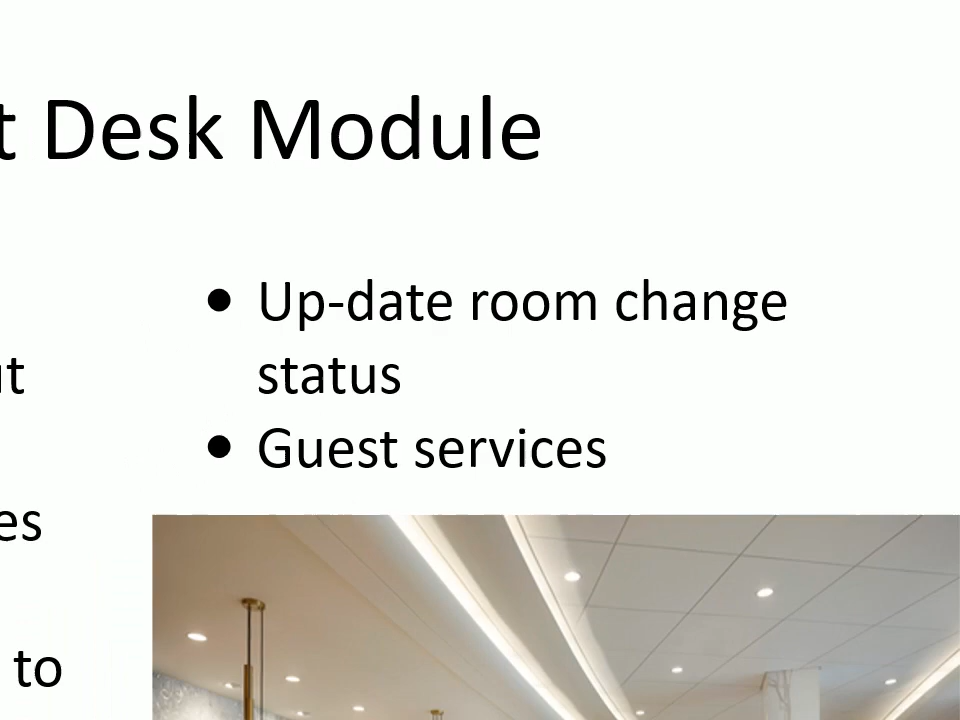 t Desk Module
Up-date room change
status
Guest services
ut
es
to